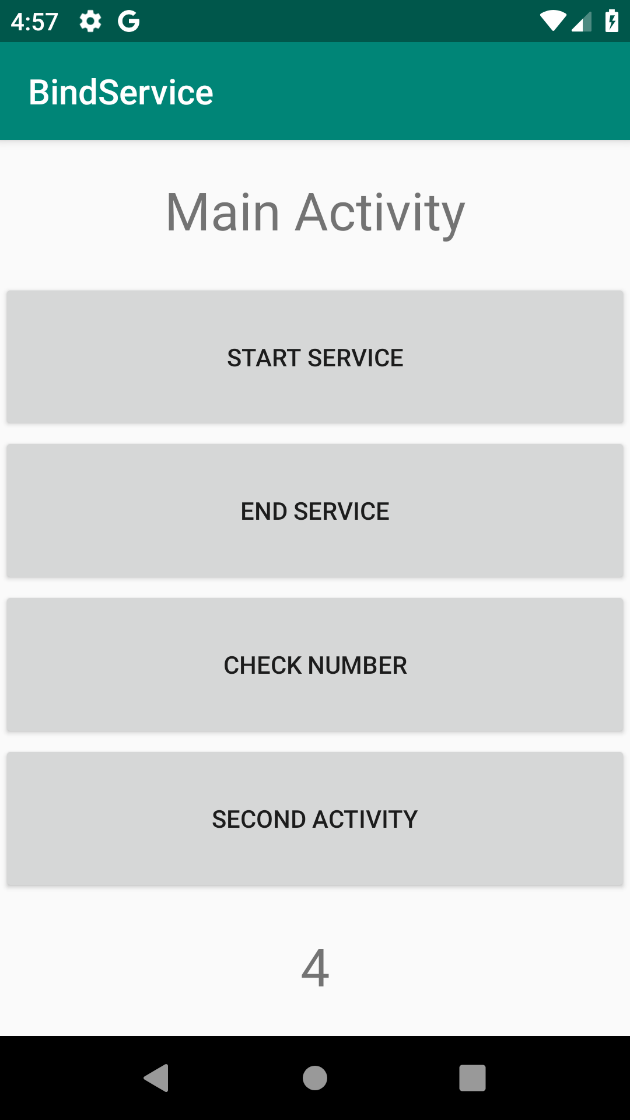 4:57
BindService
Main Activity
START SERVICE
END SERVICE
CHECK NUMBER
SECOND ACTIVITY
4